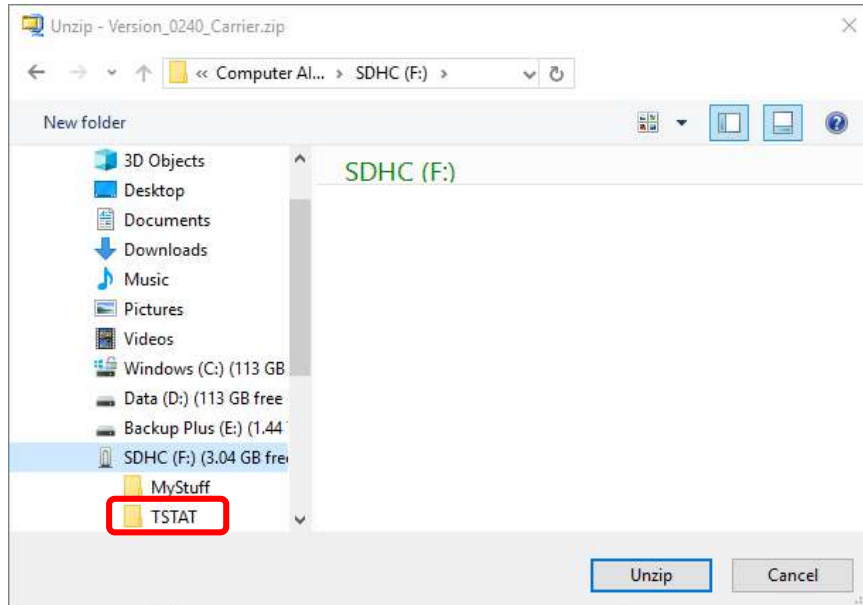 Unzip - Version_0240_Carrier.zip
« Computer Al... › SDHC (F:) ›
New folder
3D Objects
SDHC (F:)
Desktop
Documents
Downloads
Music
Pictures
Videos
Windows (C:) (113 GB
Data (D:) (113 GB free
Backup Plus (E:) (1.44
SDHC (F:) (3.04 GB free
MyStuff
TSTAT
Unzip
Cancel